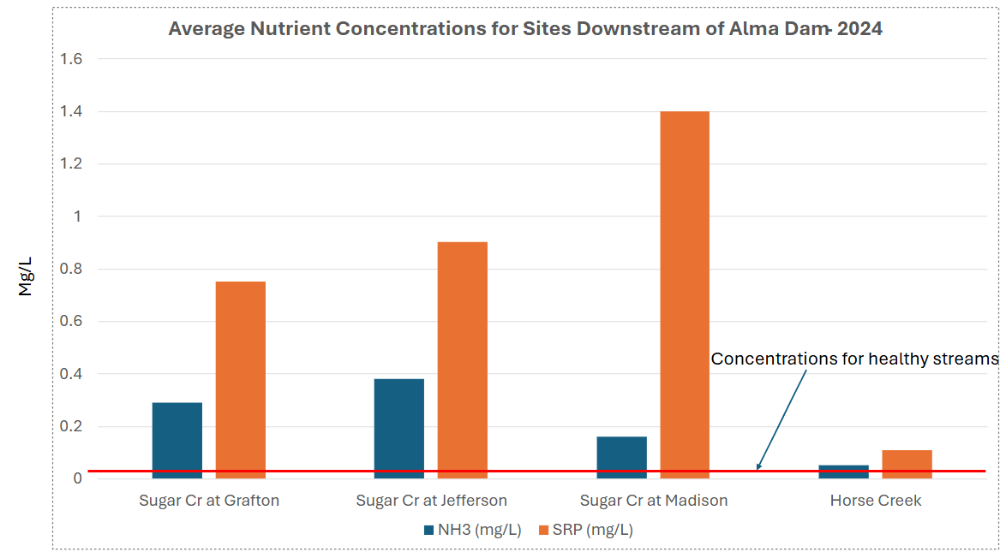 Average Nutrient Concentrations for Sites Downstream of Alma Dam- 2024
1.6
1.4
1.2
1
0.8
0.6
0.4
0.2
0
Mg/L
Concentrations for healthy streams
Sugar Cr at Grafton
Sugar Cr at Jefferson
Sugar Cr at Madison
Horse Creek
NH3 (mg/L)
SRP (mg/L)